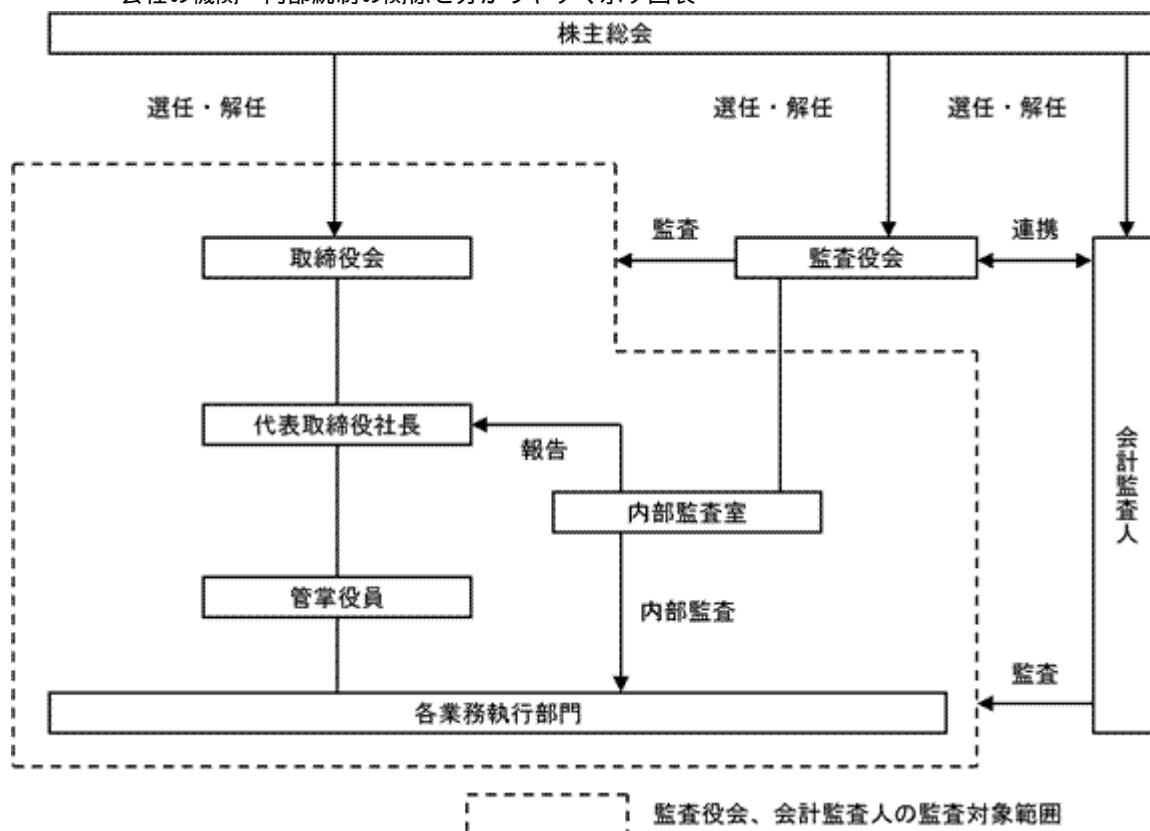 株主総会
選任・解任
選任・解任
選任・解任
取締役会
監査
監査役会
連携
代表取締役社長
報告
会計監査人
内部監査室
管掌役員
内部監査
監査
各業務執行部門
監査役会、会計監査人の監査対象範囲